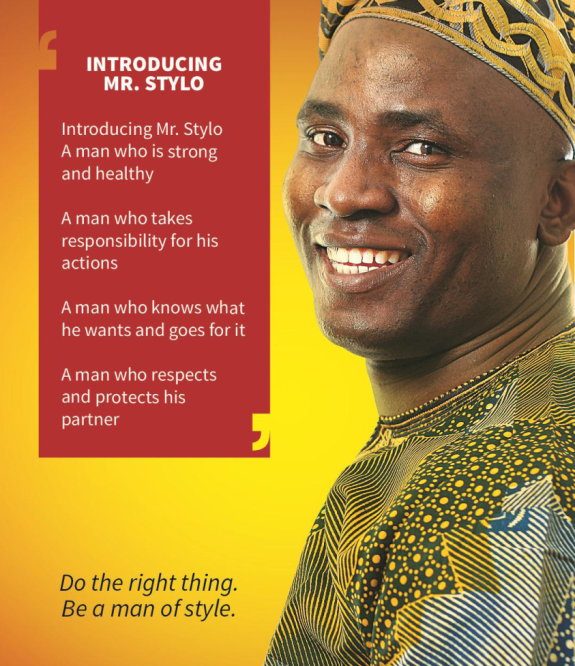 INTRODUCING
MR. STYLO
Introducing Mr. Stylo
A man who is strong
and healthy
A man who takes
responsibility for his
actions
A man who knows what
he wants and goes for it
A man who respects
and protects his
partner
Do the right thing.
Be a man of style.